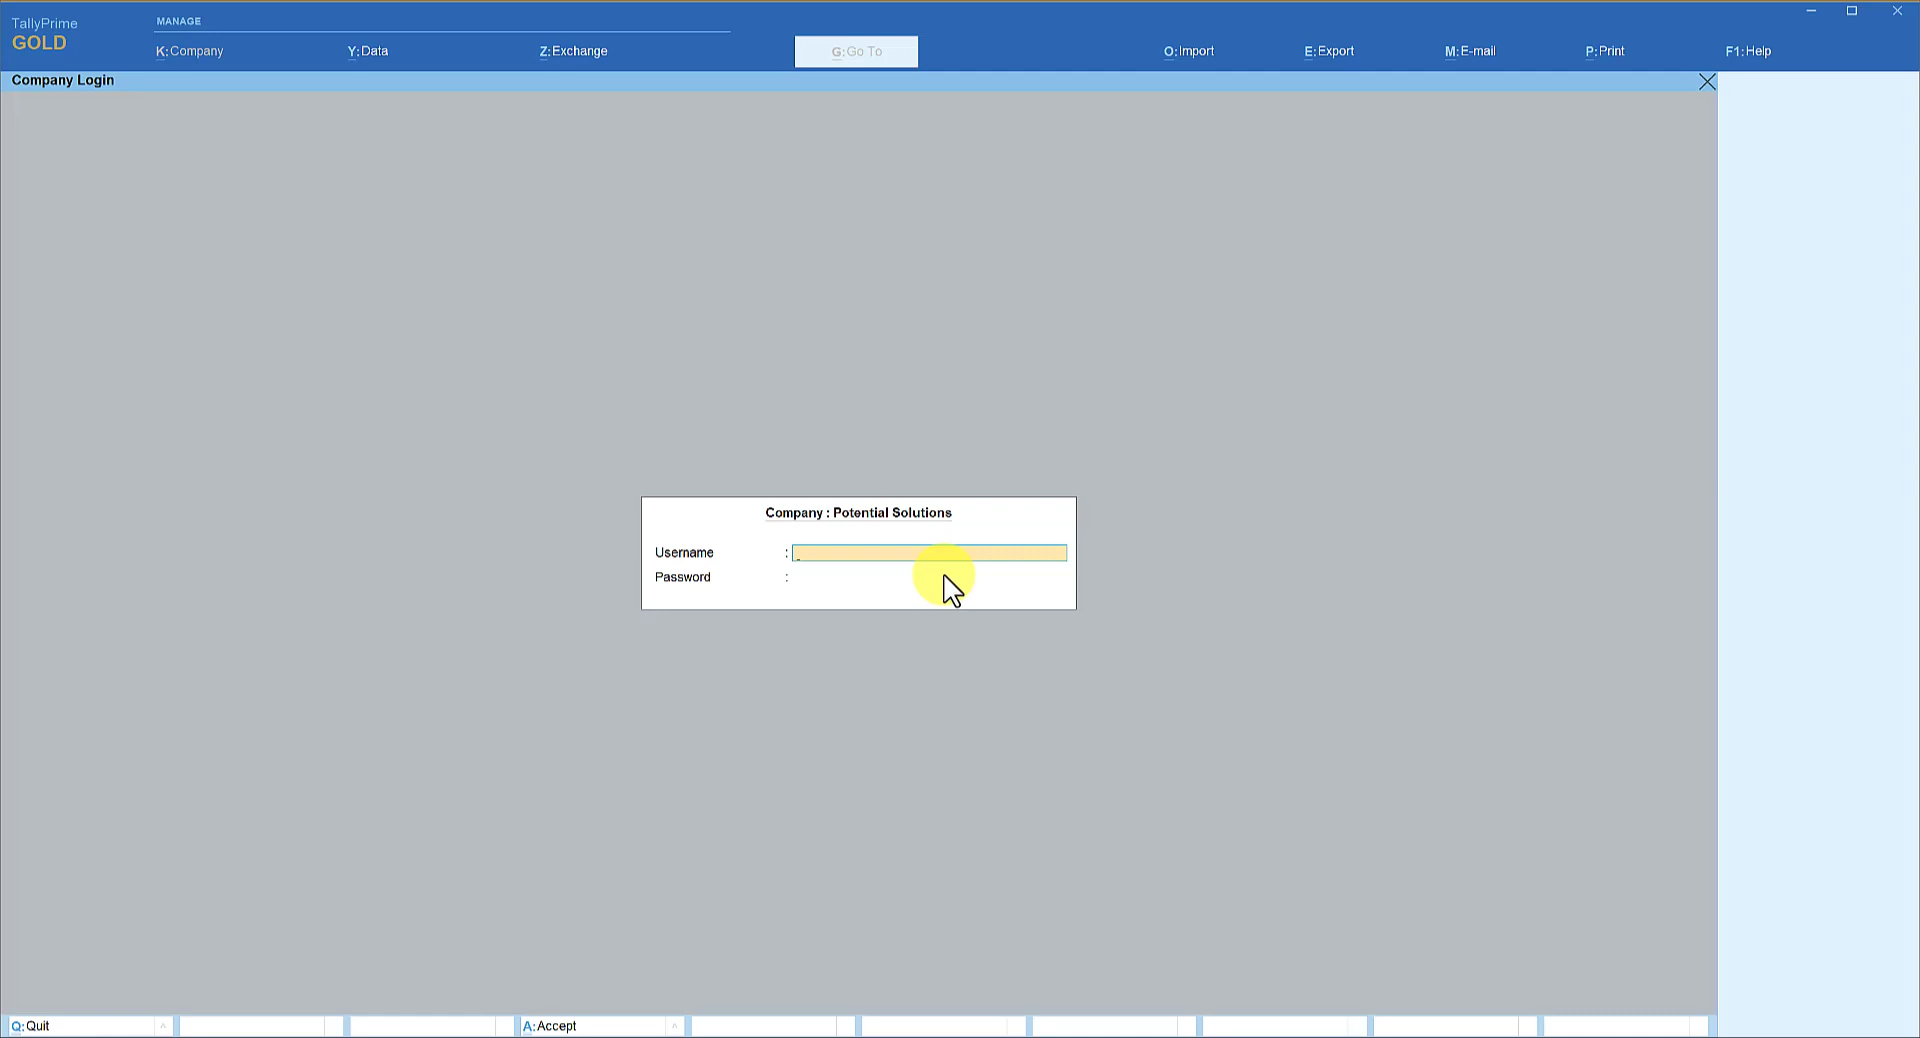 TallyPrime
GOLD
MANAGE
K:Company
Y:Data
Z:Exchange
G:Go To
O:Import
E:Export
M:E-mail
P:Print
F1:Help
Company Login
Company : Potential Solutions
Username :
Password :
Q:Quit
A:Accept